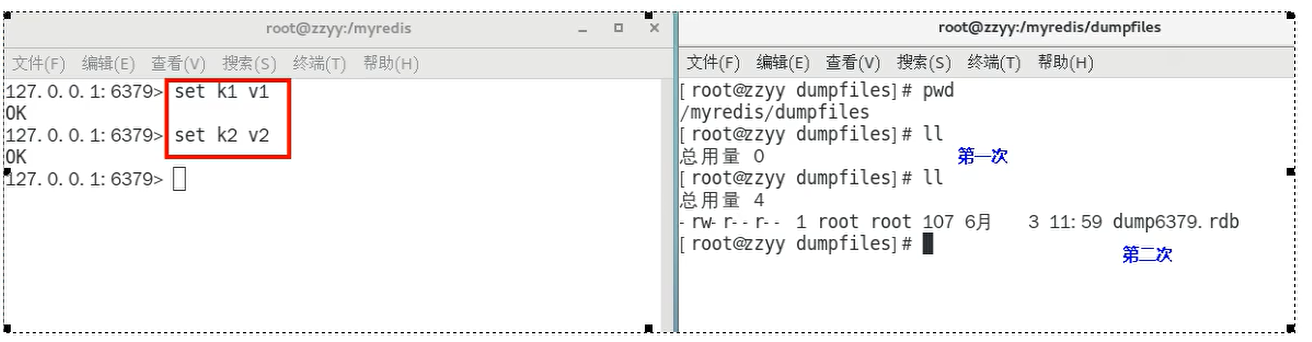 root@zzyy:/myredis
文件(F) 编辑(E) 查看(V) 搜索(S) 终端(T) 帮助(H)
127.0.0.1:6379> set k1 v1
OK
127.0.0.1:6379> set k2 v2
OK
127.0.0.1:6379>
root@zzyy:/myredis/dumpfiles
文件(F) 编辑(E) 查看(V) 搜索(S) 终端(T) 帮助(H)
[root@zzyy dumpfiles]# pwd
/myredis/dumpfiles
[root@zzyy dumpfiles]# ll
总用量 0 第一次
[root@zzyy dumpfiles]# ll
总用量 4
-rw-r--r-- 1 root root 107 6月 3 11:59 dump6379.rdb
[root@zzyy dumpfiles]#
第二次